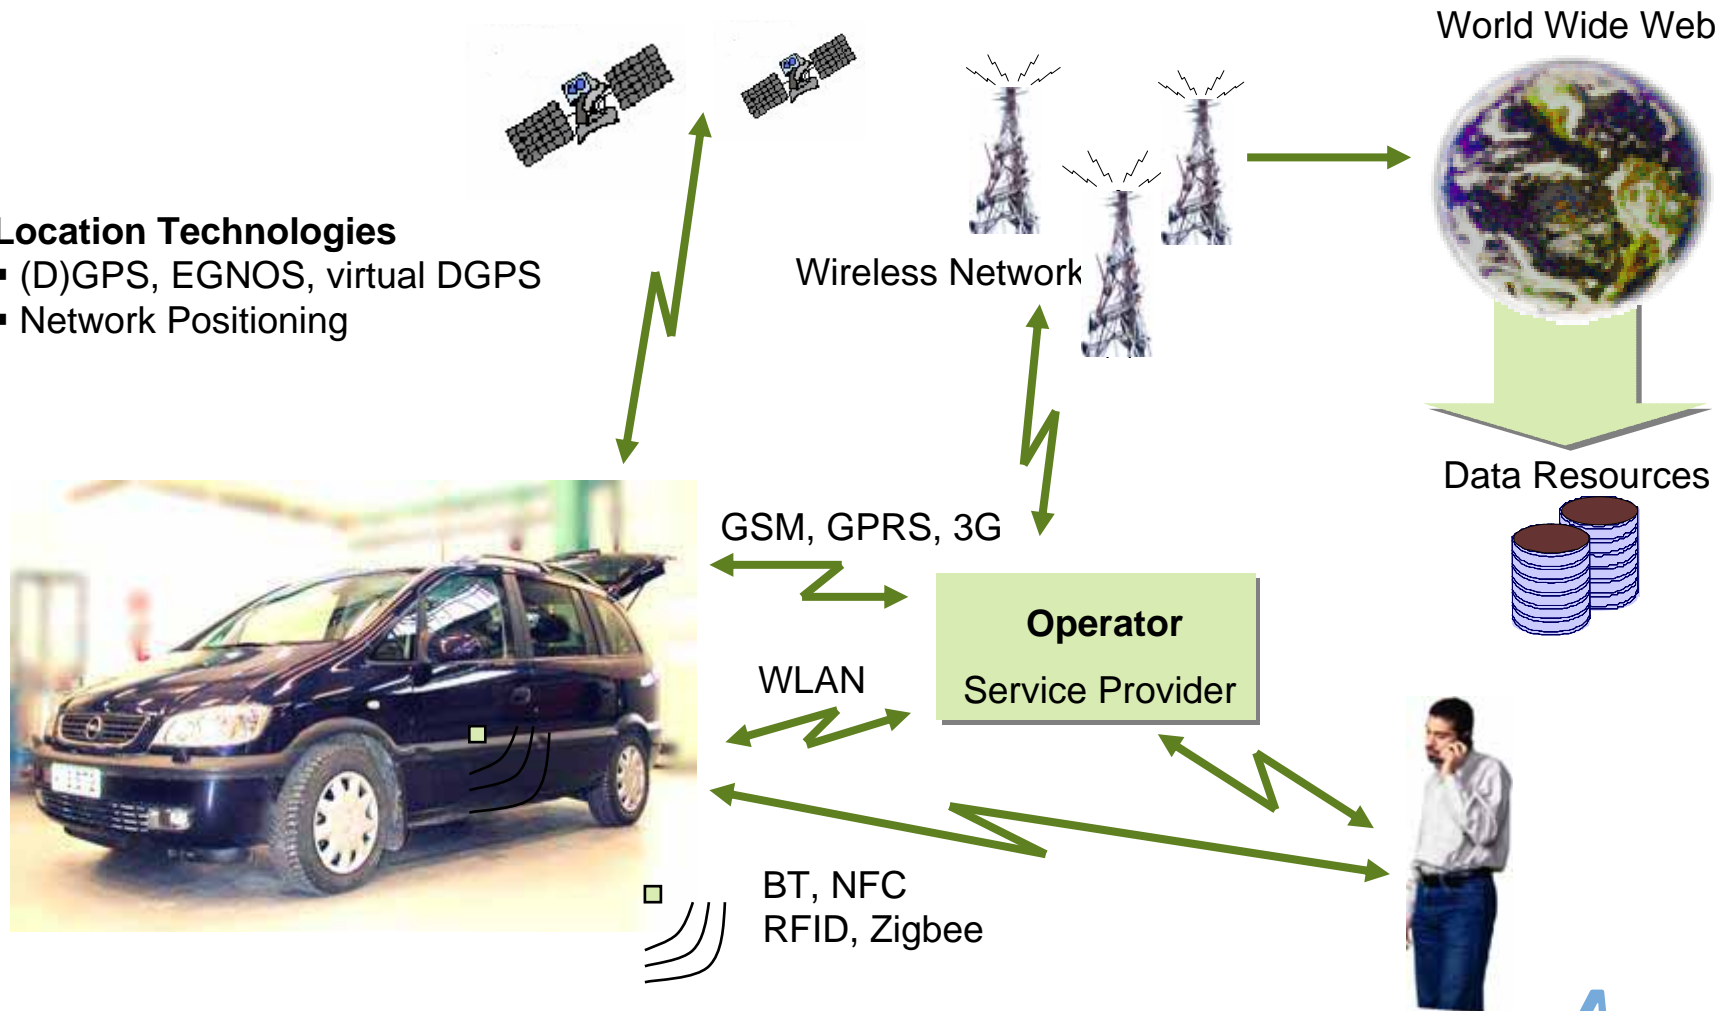 World Wide Web
Location Technologies
▪ (D)GPS, EGNOS, virtual DGPS
▪ Network Positioning
Wireless Network
Data Resources
GSM, GPRS, 3G
Operator
Service Provider
WLAN
BT, NFC
RFID, Zigbee